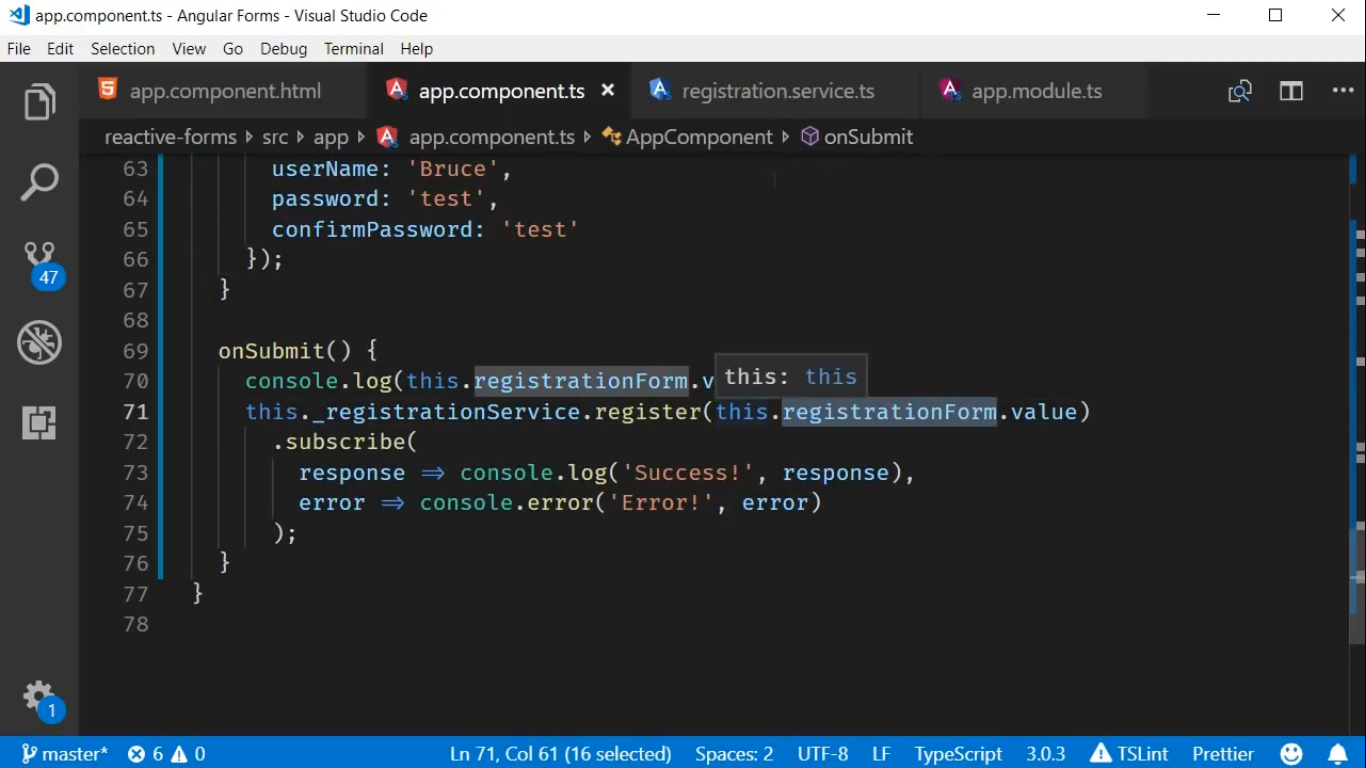 app.component.ts - Angular Forms - Visual Studio Code
File Edit Selection View Go Debug Terminal Help
app.component.html app.component.ts registration.service.ts app.module.ts
reactive-forms src app app.component.ts AppComponent onSubmit
63 userName: 'Bruce',
64 password: 'test',
65 confirmPassword: 'test'
66 });
67 }
68
69 onSubmit() {
70 console.log(this.registrationForm.v
this: this
71 this._registrationService.register(this.registrationForm.value)
72 .subscribe(
73 response => console.log('Success!', response),
74 error => console.error('Error!', error)
75 );
76 }
77 }
78
47
1
master* 6 0 Ln 71, Col 61 (16 selected) Spaces: 2 UTF-8 LF TypeScript 3.0.3 TSLint Prettier